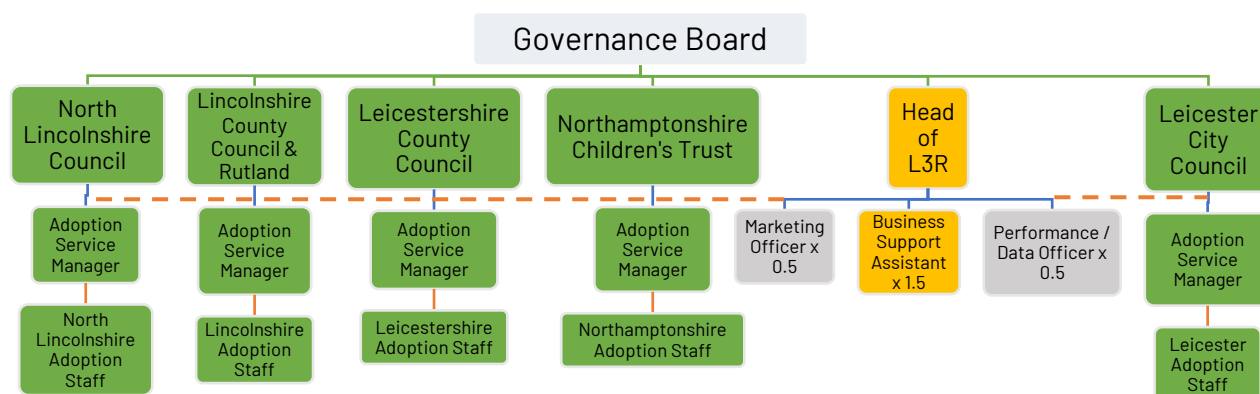 Governance Board
North
Lincolnshire
Council
Lincolnshire
County
Council &
Rutland
Leicestershire
County
Council
Northamptonshire
Children's Trust
Head
of
L3R
Leicester
City
Council
Adoption
Service
Manager
Adoption
Service
Manager
Adoption
Service
Manager
Adoption
Service
Manager
Marketing
Officer x
0.5
Business
Support
Assistant
x 1.5
Performance /
Data Officer x
0.5
Adoption
Service
Manager
North
Lincolnshire
Adoption
Staff
Lincolnshire
Adoption
Staff
Leicestershire
Adoption Staff
Northamptonshire
Adoption Staff
Leicester
Adoption
Staff